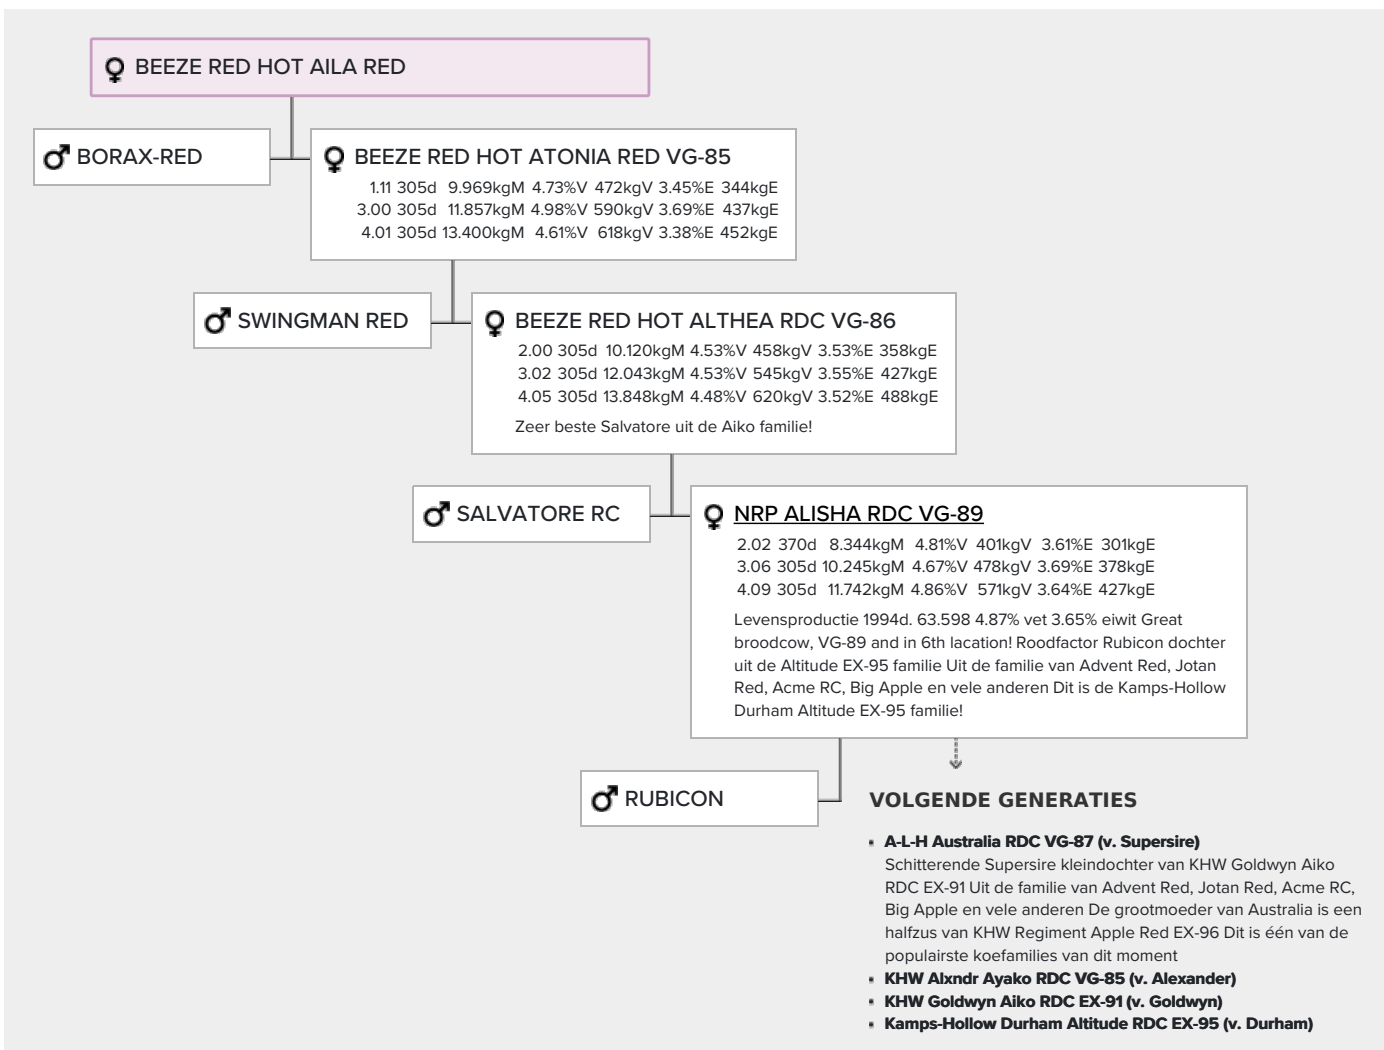 BEEZE RED HOT AILA RED
BORAX-RED
BEEZE RED HOT ATONIA RED VG-85
1.11 305d 9.969kgM 4.73%V 472kgV 3.45%E 344kgE
3.00 305d 11.857kgM 4.98%V 590kgV 3.69%E 437kgE
4.01 305d 13.400kgM 4.61%V 618kgV 3.38%E 452kgE
SWINGMAN RED
BEEZE RED HOT ALTHEA RDC VG-86
2.00 305d 10.120kgM 4.53%V 458kgV 3.53%E 358kgE
3.02 305d 12.043kgM 4.53%V 545kgV 3.55%E 427kgE
4.05 305d 13.848kgM 4.48%V 620kgV 3.52%E 488kgE
Zeer beste Salvatore uit de Aiko familie!
SALVATORE RC
NRP ALISHA RDC VG-89
2.02 370d 8.344kgM 4.81%V 401kgV 3.61%E 301kgE
3.06 305d 10.245kgM 4.67%V 478kgV 3.69%E 378kgE
4.09 305d 11.742kgM 4.86%V 571kgV 3.64%E 427kgE
Levensproductie 1994d. 63.598 4.87% vet 3.65% eiwit Great
broodcow, VG-89 and in 6th lacation! Roodfactor Rubicon dochter
uit de Altitude EX-95 familie Uit de familie van Advent Red, Jotan
Red, Acme RC, Big Apple en vele anderen Dit is de Kamps-Hollow
Durham Altitude EX-95 familie!
RUBICON
VOLGENDE GENERATIES
A-L-H Australia RDC VG-87 (v. Supersire)
Schitterende Supersire kleindochter van KHW Goldwyn Aiko
RDC EX-91 Uit de familie van Advent Red, Jotan Red, Acme RC,
Big Apple en vele anderen De grootmoeder van Australia is een
halfzus van KHW Regiment Apple Red EX-96 Dit is één van de
populairste koefamilies van dit moment
KHW Alxndr Ayako RDC VG-85 (v. Alexander)
KHW Goldwyn Aiko RDC EX-91 (v. Goldwyn)
Kamps-Hollow Durham Altitude RDC EX-95 (v. Durham)